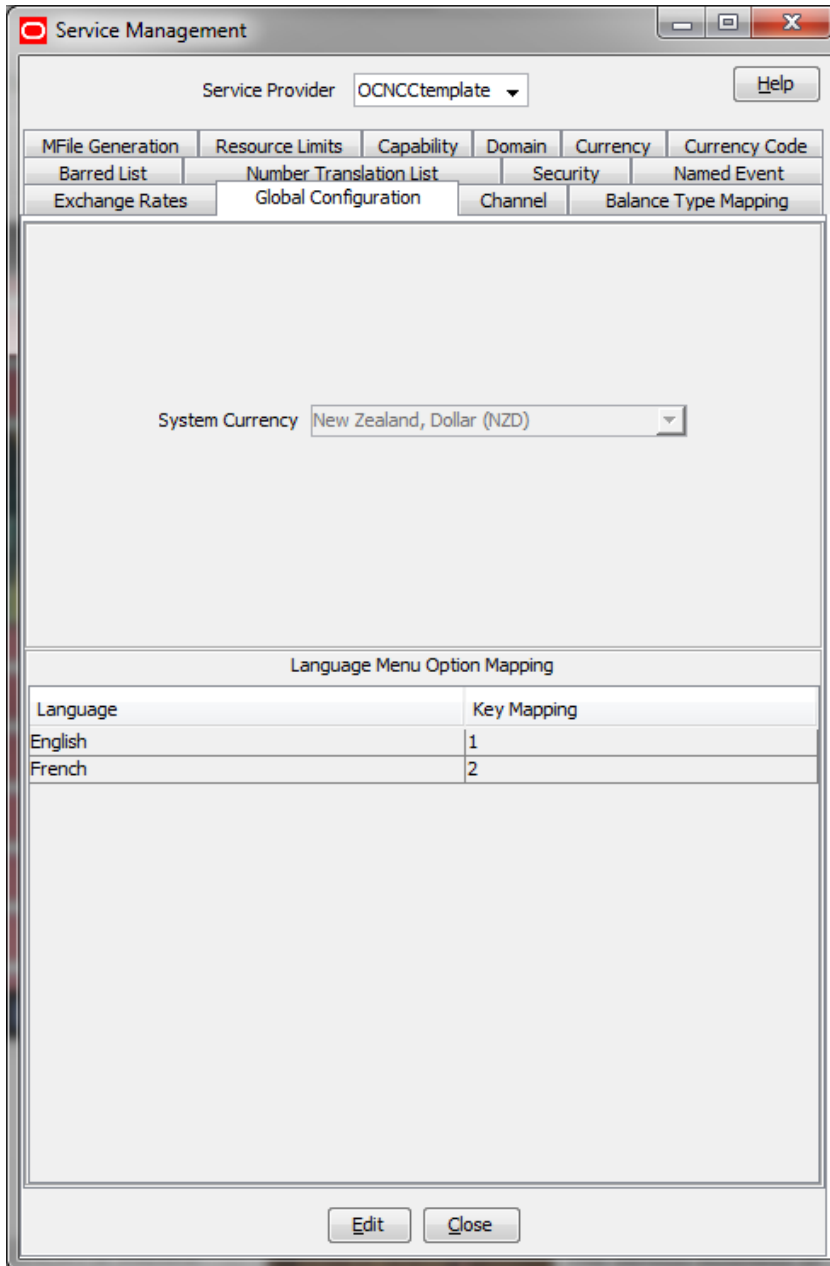 Service Management
Service Provider OCNCCtemplate Help
MFile Generation Resource Limits Capability Domain Currency Currency Code
Barred List Number Translation List Security Named Event
Exchange Rates Global Configuration Channel Balance Type Mapping
System Currency New Zealand, Dollar (NZD)
Language Menu Option Mapping
Language Key Mapping
English 1
French 2
Edit Close